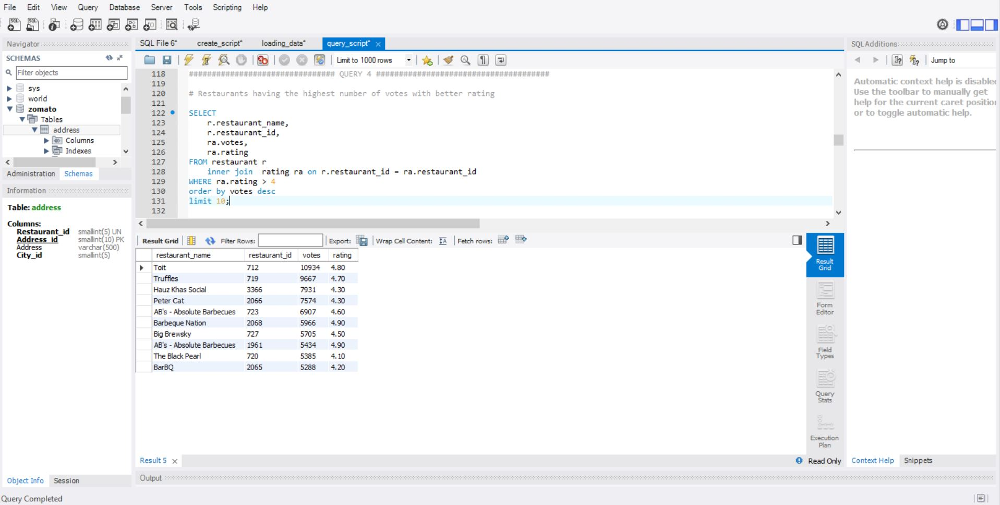 File Edit View Query Database Server Tools Scripting Help
Navigator
SCHEMAS
Filter objects
sys
world
zomato
Tables
address
Columns
Indexes
Administration Schemas
Information
Table: address
Columns:
Restaurant_id smallint(5) UN
Address_id smallint(10) PK
Address varchar(500)
City_id smallint(5)
Object Info Session
SQL File 6* create_script* loading_data* query_script*
Limit to 1000 rows
118 ################################ QUERY 4 ######################################
119
120 # Restaurants having the highest number of votes with better rating
121
122 SELECT
123 r.restaurant_name,
124 r.restaurant_id,
125 ra.votes,
126 ra.rating
127 FROM restaurant r
128 inner join rating ra on r.restaurant_id = ra.restaurant_id
129 WHERE ra.rating > 4
130 order by votes desc
131 limit 10;
132
Result Grid Filter Rows: Export: Wrap Cell Content: Fetch rows:
restaurant_name restaurant_id votes rating
Toit 712 10934 4.80
Truffles 719 9667 4.70
Hauz Khas Social 3366 7931 4.30
Peter Cat 2066 7574 4.30
AB's - Absolute Barbecues 723 6907 4.60
Barbeque Nation 2068 5966 4.90
Big Brewsky 727 5705 4.50
AB's - Absolute Barbecues 1961 5434 4.90
The Black Pearl 720 5385 4.10
BarBQ 2065 5288 4.20
Result
Grid
Form
Editor
Field
Types
Query
Stats
Execution
Plan
Result 5
Read Only
Output
SQLAdditions
Jump to
Automatic context help is disabled
Use the toolbar to manually get
help for the current caret position
or to toggle automatic help.
Context Help Snippets
Query Completed